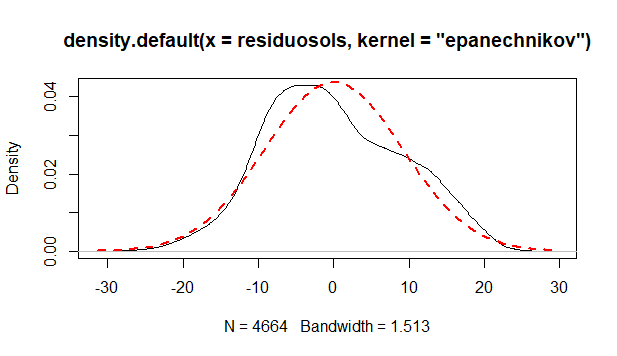 density.default(x = residuosols, kernel = "epanechnikov")
Density
0.04
0.02
0.00
-30 -20 -10 0 10 20 30
N = 4664 Bandwidth = 1.513